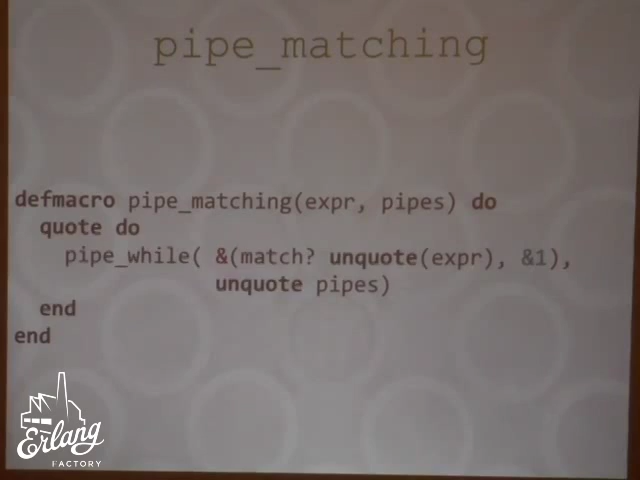 pipe_matching
defmacro pipe_matching(expr, pipes) do
  quote do
    pipe_while( &(match? unquote(expr), &1),
                unquote pipes)
  end
end
Erlang
FACTORY